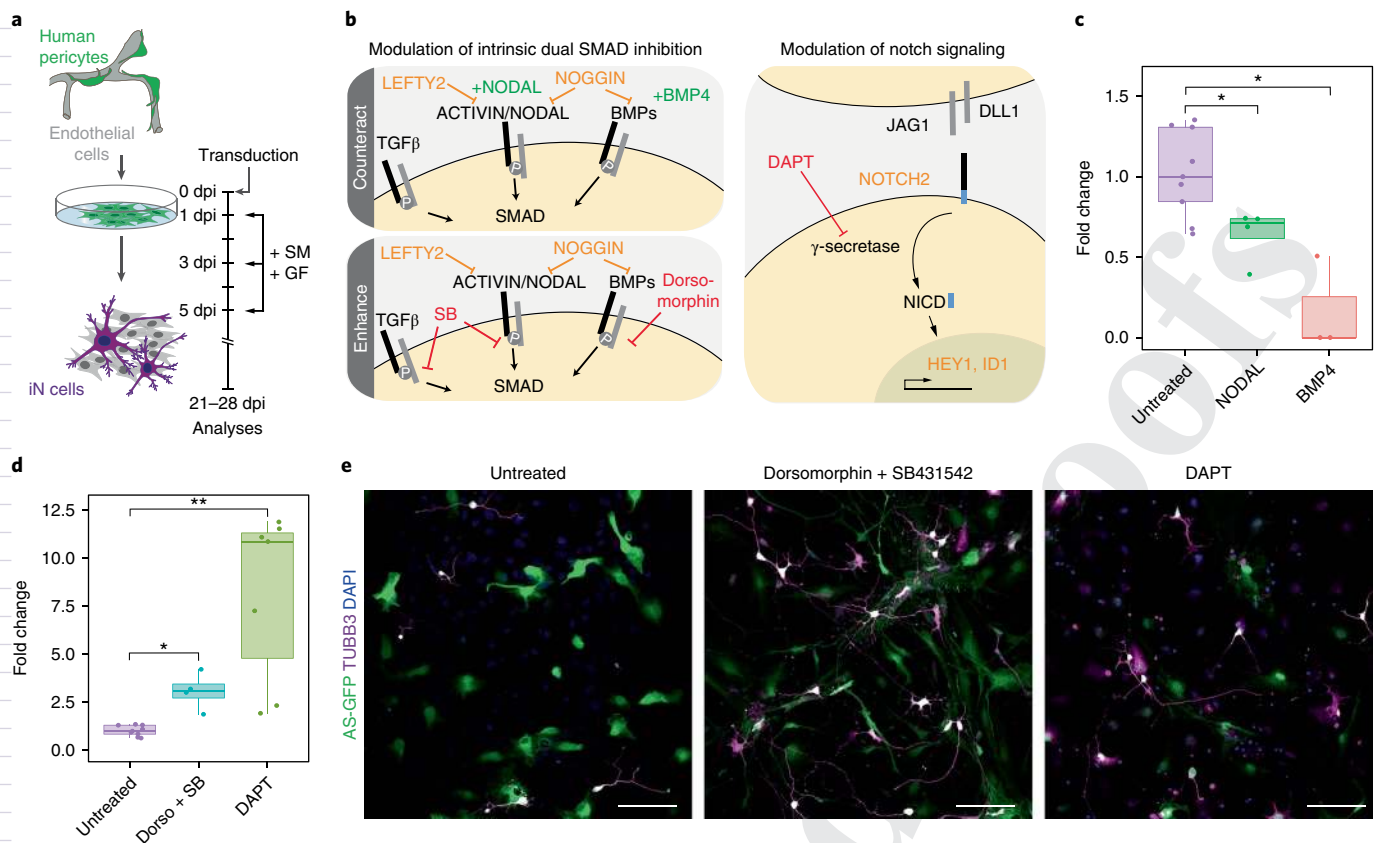 a
Human
pericytes
Endothelial
cells
Transduction
0 dpi
1 dpi
3 dpi
5 dpi
+ SM
+ GF
iN cells
21–28 dpi
Analyses
b
Modulation of intrinsic dual SMAD inhibition
Counteract
LEFTY2
+NODAL
NOGGIN
+BMP4
ACTIVIN/NODAL
BMPs
TGFβ
P
P
P
SMAD
Enhance
LEFTY2
NOGGIN
ACTIVIN/NODAL
BMPs
Dorso-
morphin
TGFβ
SB
P
P
P
SMAD
Modulation of notch signaling
JAG1
DLL1
DAPT
NOTCH2
γ-secretase
NICD
HEY1, ID1
c
Fold change
1.5
1.0
0.5
0.0
*
*
Untreated
NODAL
BMP4
d
Fold change
12.5
10.0
7.5
5.0
2.5
0.0
**
*
Untreated
Dorso + SB
DAPT
e
Untreated
Dorsomorphin + SB431542
DAPT
AS-GFP TUBB3 DAPI